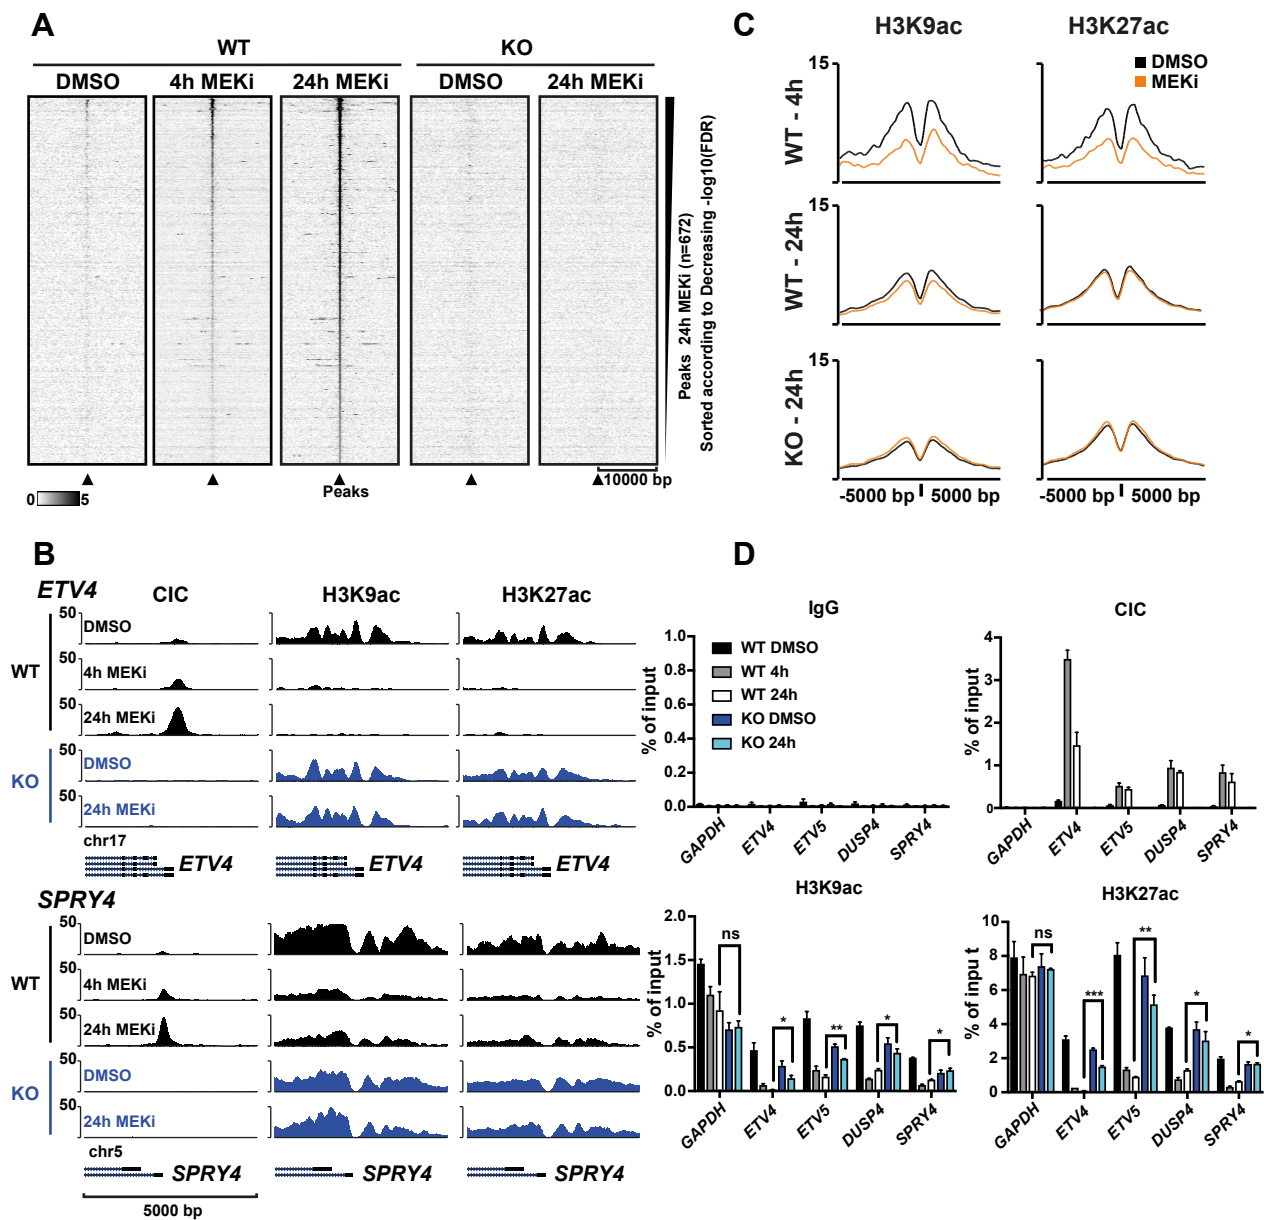 A
WT
KO
DMSO
4h MEKi
24h MEKi
DMSO
24h MEKi
Peaks 24h MEKi (n=672)
Sorted according to Decreasing -log10(FDR)
10000 bp
Peaks
0
5
C
H3K9ac
H3K27ac
DMSO
MEKi
WT - 4h
15
WT - 24h
15
KO - 24h
15
-5000 bp
5000 bp
-5000 bp
5000 bp
B
ETV4
CIC
H3K9ac
H3K27ac
WT
50
DMSO
50
4h MEKi
50
24h MEKi
KO
50
DMSO
50
24h MEKi
chr17
ETV4
ETV4
ETV4
SPRY4
WT
50
DMSO
50
4h MEKi
50
24h MEKi
KO
50
DMSO
50
24h MEKi
chr5
SPRY4
SPRY4
SPRY4
5000 bp
D
IgG
% of input
1.0
0.8
0.6
0.4
0.2
0.0
WT DMSO
WT 4h
WT 24h
KO DMSO
KO 24h
GAPDH
ETV4
ETV5
DUSP4
SPRY4
CIC
% of input
4
3
2
1
0
GAPDH
ETV4
ETV5
DUSP4
SPRY4
H3K9ac
% of input
2.0
1.5
1.0
0.5
0.0
ns
*
**
*
*
GAPDH
ETV4
ETV5
DUSP4
SPRY4
H3K27ac
% of input t
10
8
6
4
2
0
ns
***
**
*
*
GAPDH
ETV4
ETV5
DUSP4
SPRY4